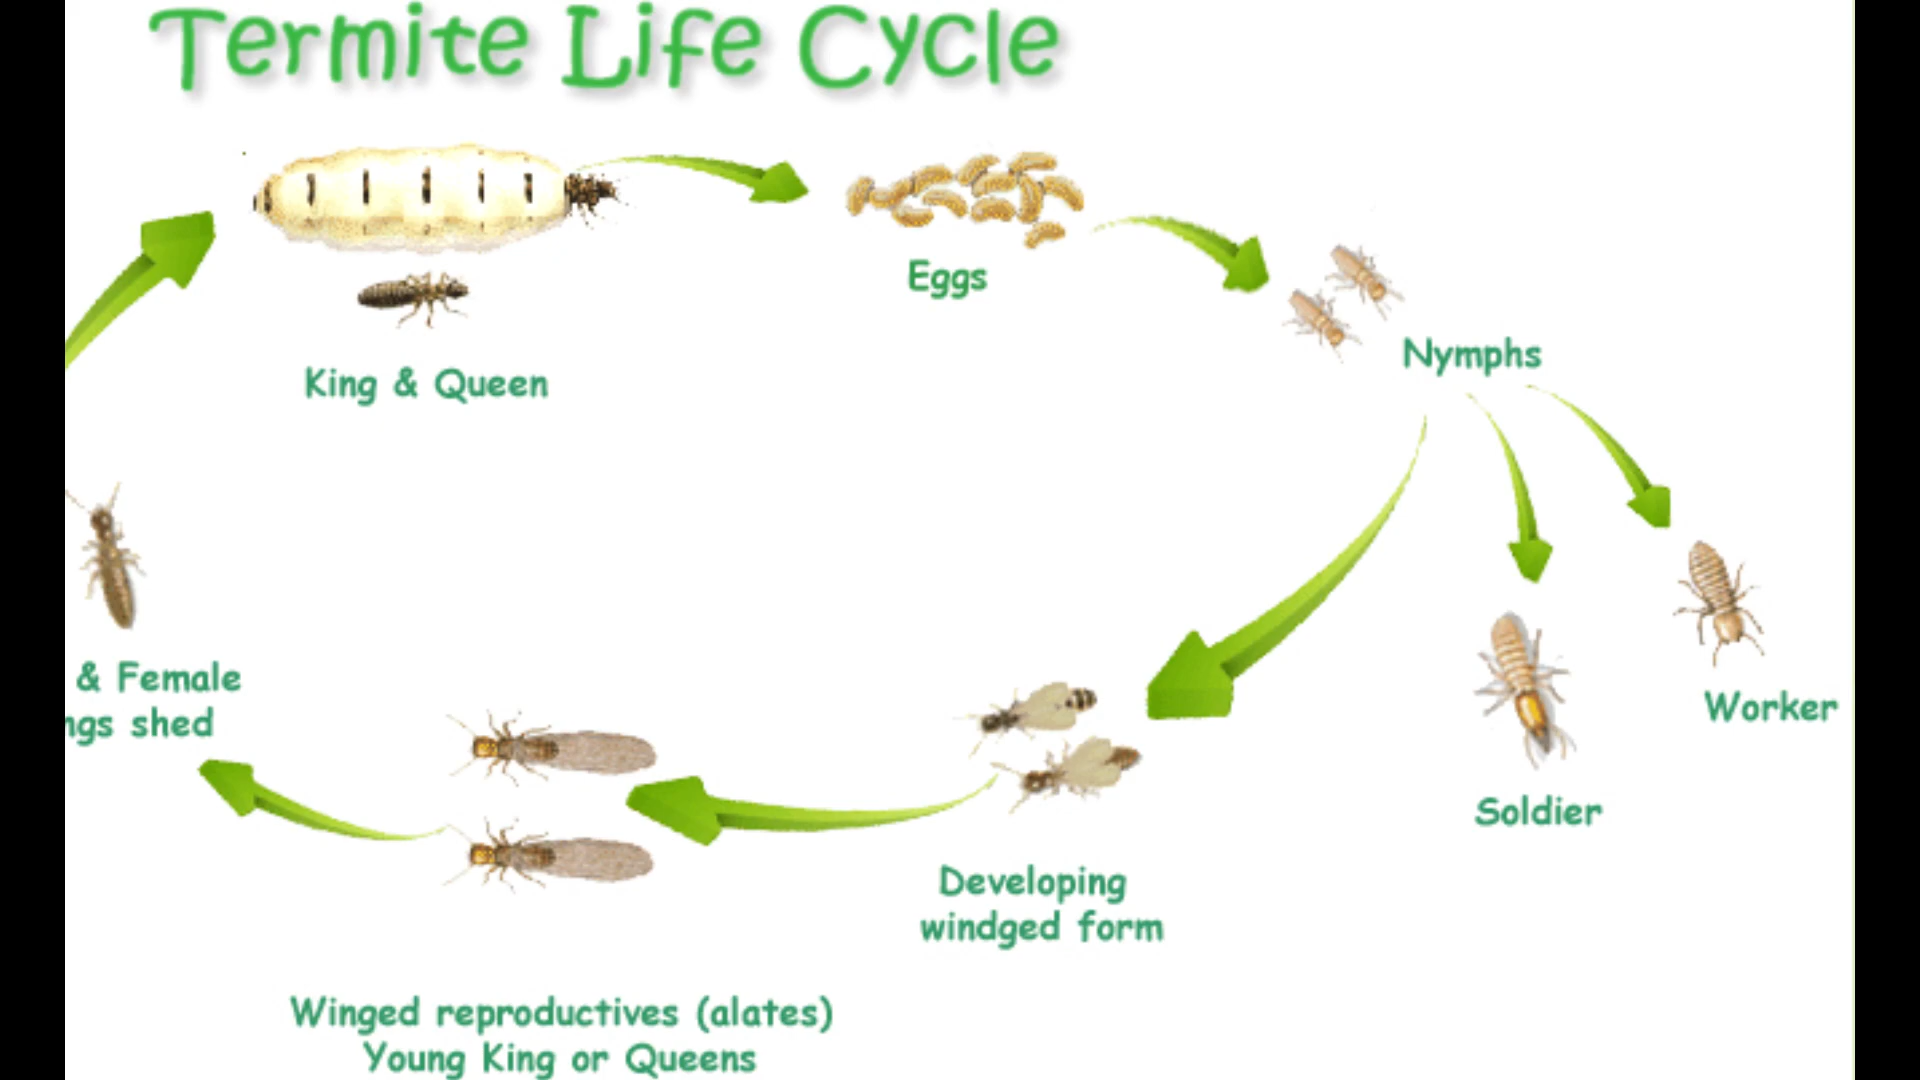 Termite Life Cycle
King & Queen
Eggs
Nymphs
Worker
Soldier
Developing
windged form
Winged reproductives (alates)
Young King or Queens
& Female
ngs shed